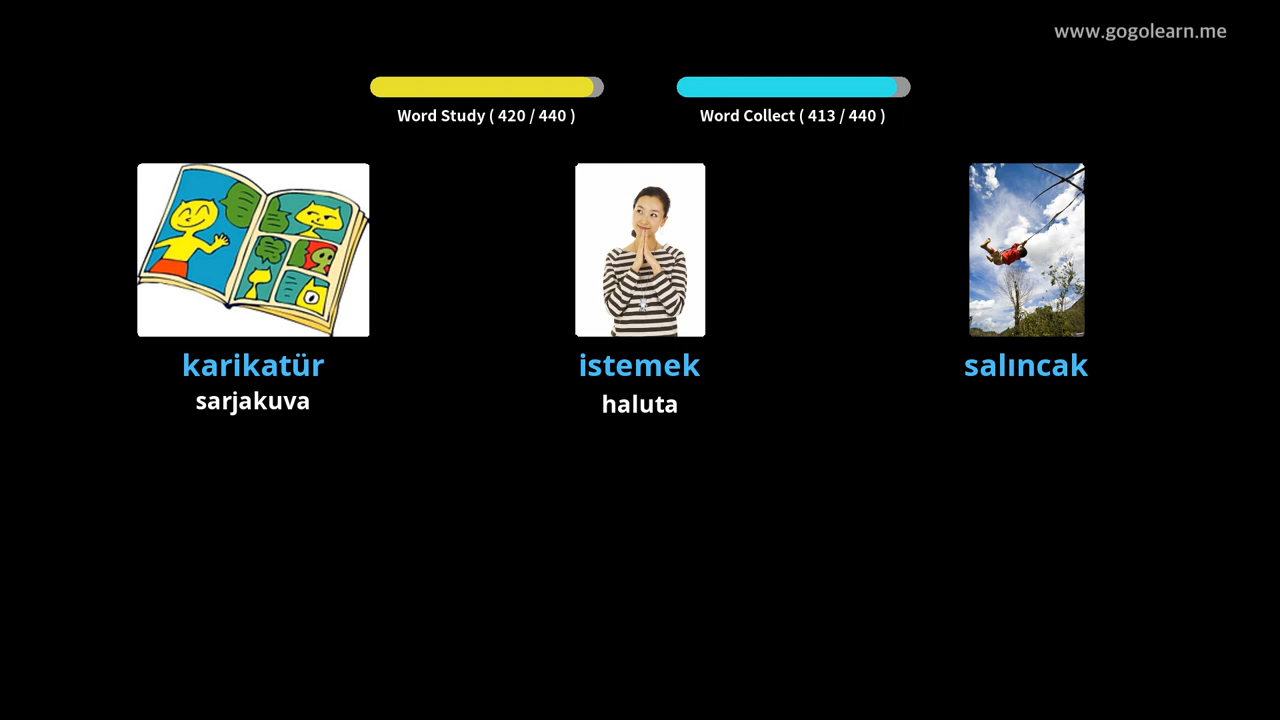 www.gogolearn.me
Word Study ( 420 / 440 )
Word Collect ( 413 / 440 )
karikatür
istemek
salıncak
sarjakuva
haluta